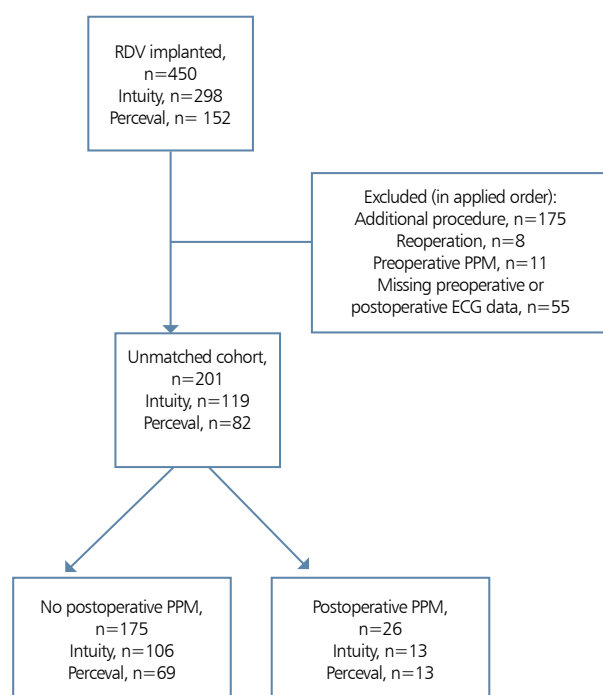 RDV implanted,
n=450
Intuity, n=298
Perceval, n= 152
Excluded (in applied order):
Additional procedure, n=175
Reoperation, n=8
Preoperative PPM, n=11
Missing preoperative or
postoperative ECG data, n=55
Unmatched cohort,
n=201
Intuity, n=119
Perceval, n=82
No postoperative PPM,
n=175
Intuity, n=106
Perceval, n=69
Postoperative PPM,
n=26
Intuity, n=13
Perceval, n=13